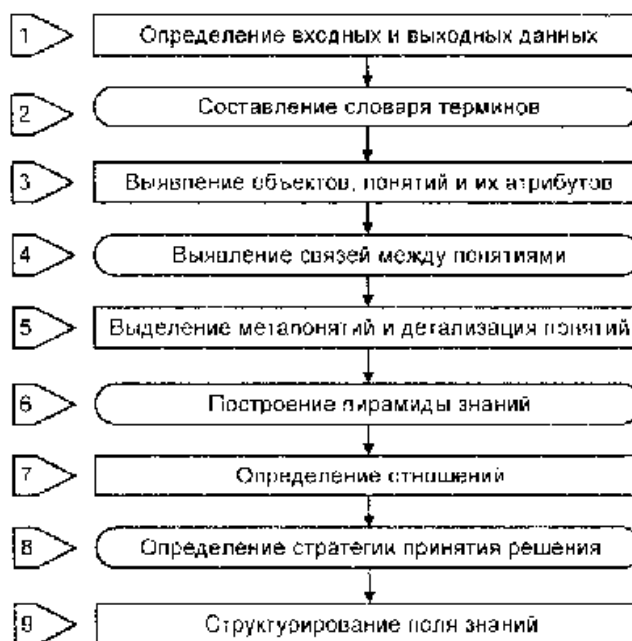 1 Определение входных и выходных данных
2 Составление словаря терминов
3 Выявление объектов, понятий и их атрибутов
4 Выявление связей между понятиями
5 Выделение метапонятий и детализация понятий
6 Построение пирамиды знаний
7 Определение отношений
8 Определение стратегии принятия решения
9 Структурирование поля знаний